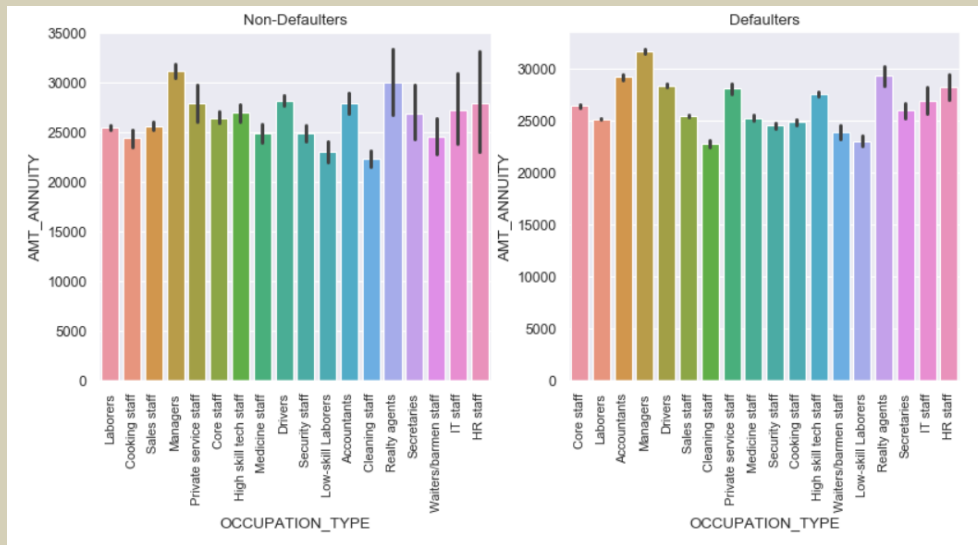 Non-Defaulters
35000
30000
25000
20000
15000
10000
5000
0
AMT_ANNUITY
Laborers
Cooking staff
Sales staff
Managers
Private service staff
Core staff
High skill tech staff
Medicine staff
Drivers
Security staff
Low-skill Laborers
Accountants
Cleaning staff
Realty agents
Secretaries
Waiters/barmen staff
IT staff
HR staff
OCCUPATION_TYPE
Defaulters
30000
25000
20000
15000
10000
5000
0
AMT_ANNUITY
Core staff
Laborers
Accountants
Managers
Drivers
Sales staff
Cleaning staff
Private service staff
Medicine staff
Security staff
Cooking staff
High skill tech staff
Waiters/barmen staff
Low-skill Laborers
Realty agents
Secretaries
IT staff
HR staff
OCCUPATION_TYPE